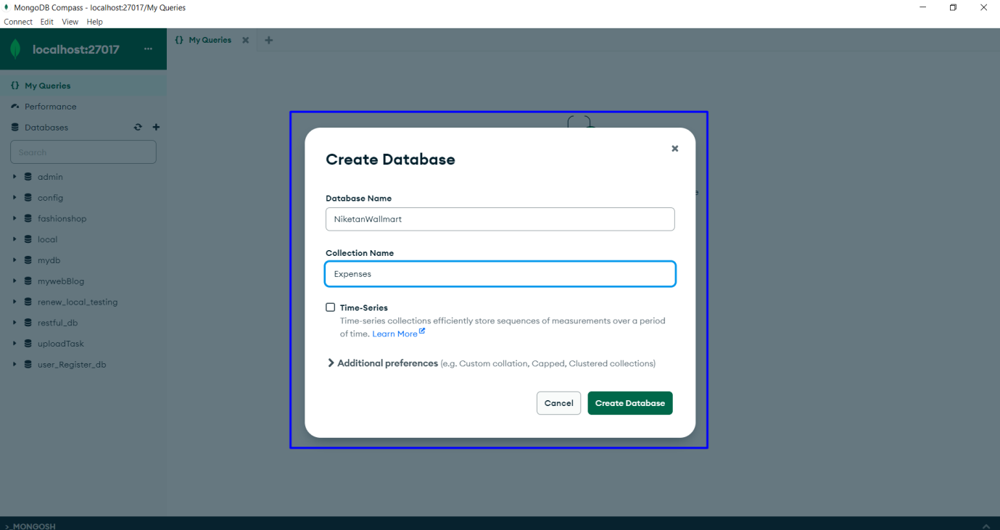 MongoDB Compass - localhost:27017/My Queries
Connect Edit View Help
localhost:27017 ...
{} My Queries
{} My Queries
Performance
Databases
Search
admin
config
fashionshop
local
mydb
mywebBlog
renew_local_testing
restful_db
uploadTask
user_Register_db
Create Database
Database Name
NiketanWallmart
Collection Name
Expenses
Time-Series
Time-series collections efficiently store sequences of measurements over a period
of time. Learn More
Additional preferences (e.g. Custom collation, Capped, Clustered collections)
Cancel Create Database
>_MONGOSH